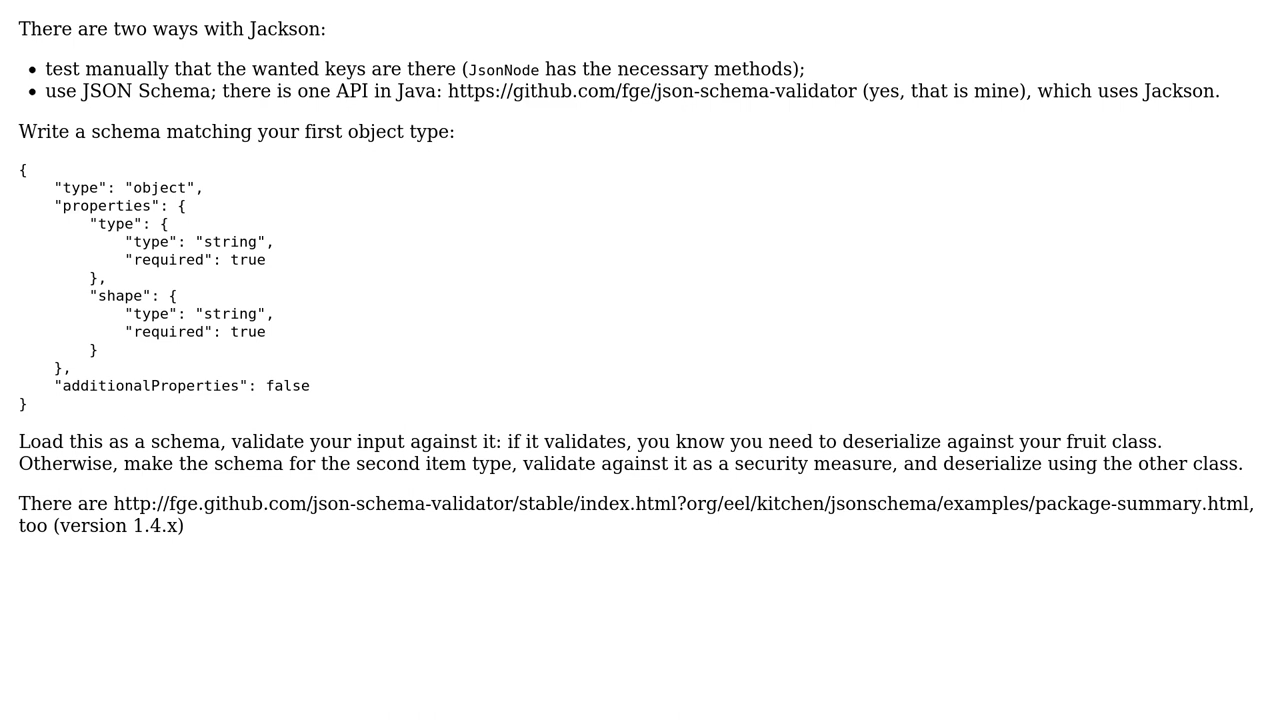 There are two ways with Jackson:
• test manually that the wanted keys are there (JsonNode has the necessary methods);
• use JSON Schema; there is one API in Java: https://github.com/fge/json-schema-validator (yes, that is mine), which uses Jackson.
Write a schema matching your first object type:
{
    "type": "object",
    "properties": {
        "type": {
            "type": "string",
            "required": true
        },
        "shape": {
            "type": "string",
            "required": true
        }
    },
    "additionalProperties": false
}
Load this as a schema, validate your input against it: if it validates, you know you need to deserialize against your fruit class.
Otherwise, make the schema for the second item type, validate against it as a security measure, and deserialize using the other class.
There are http://fge.github.com/json-schema-validator/stable/index.html?org/eel/kitchen/jsonschema/examples/package-summary.html,
too (version 1.4.x)